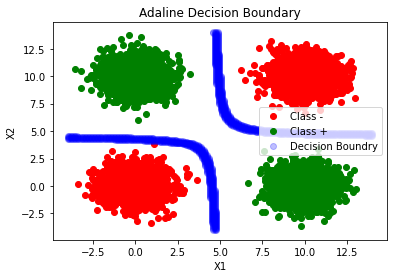 Adaline Decision Boundary
X2
12.5
10.0
7.5
5.0
2.5
0.0
−2.5
Class -
Class +
Decision Boundry
−2.5
0.0
2.5
5.0
7.5
10.0
12.5
X1